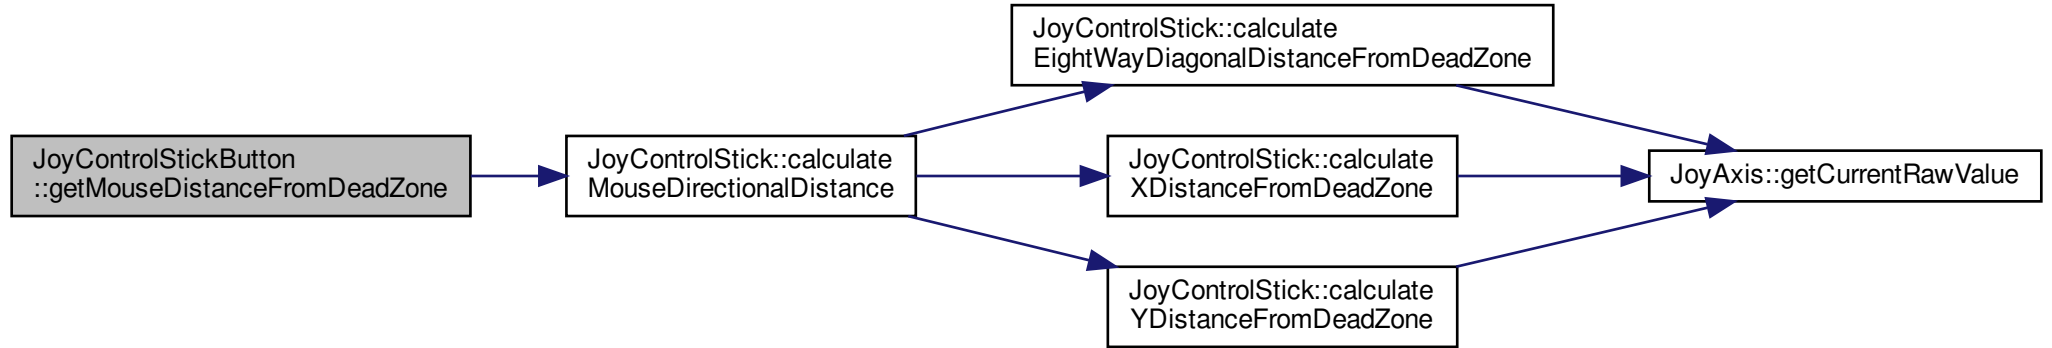 JoyControlStickButton
::getMouseDistanceFromDeadZone
JoyControlStick::calculate
MouseDirectionalDistance
JoyControlStick::calculate
EightWayDiagonalDistanceFromDeadZone
JoyControlStick::calculate
XDistanceFromDeadZone
JoyControlStick::calculate
YDistanceFromDeadZone
JoyAxis::getCurrentRawValue